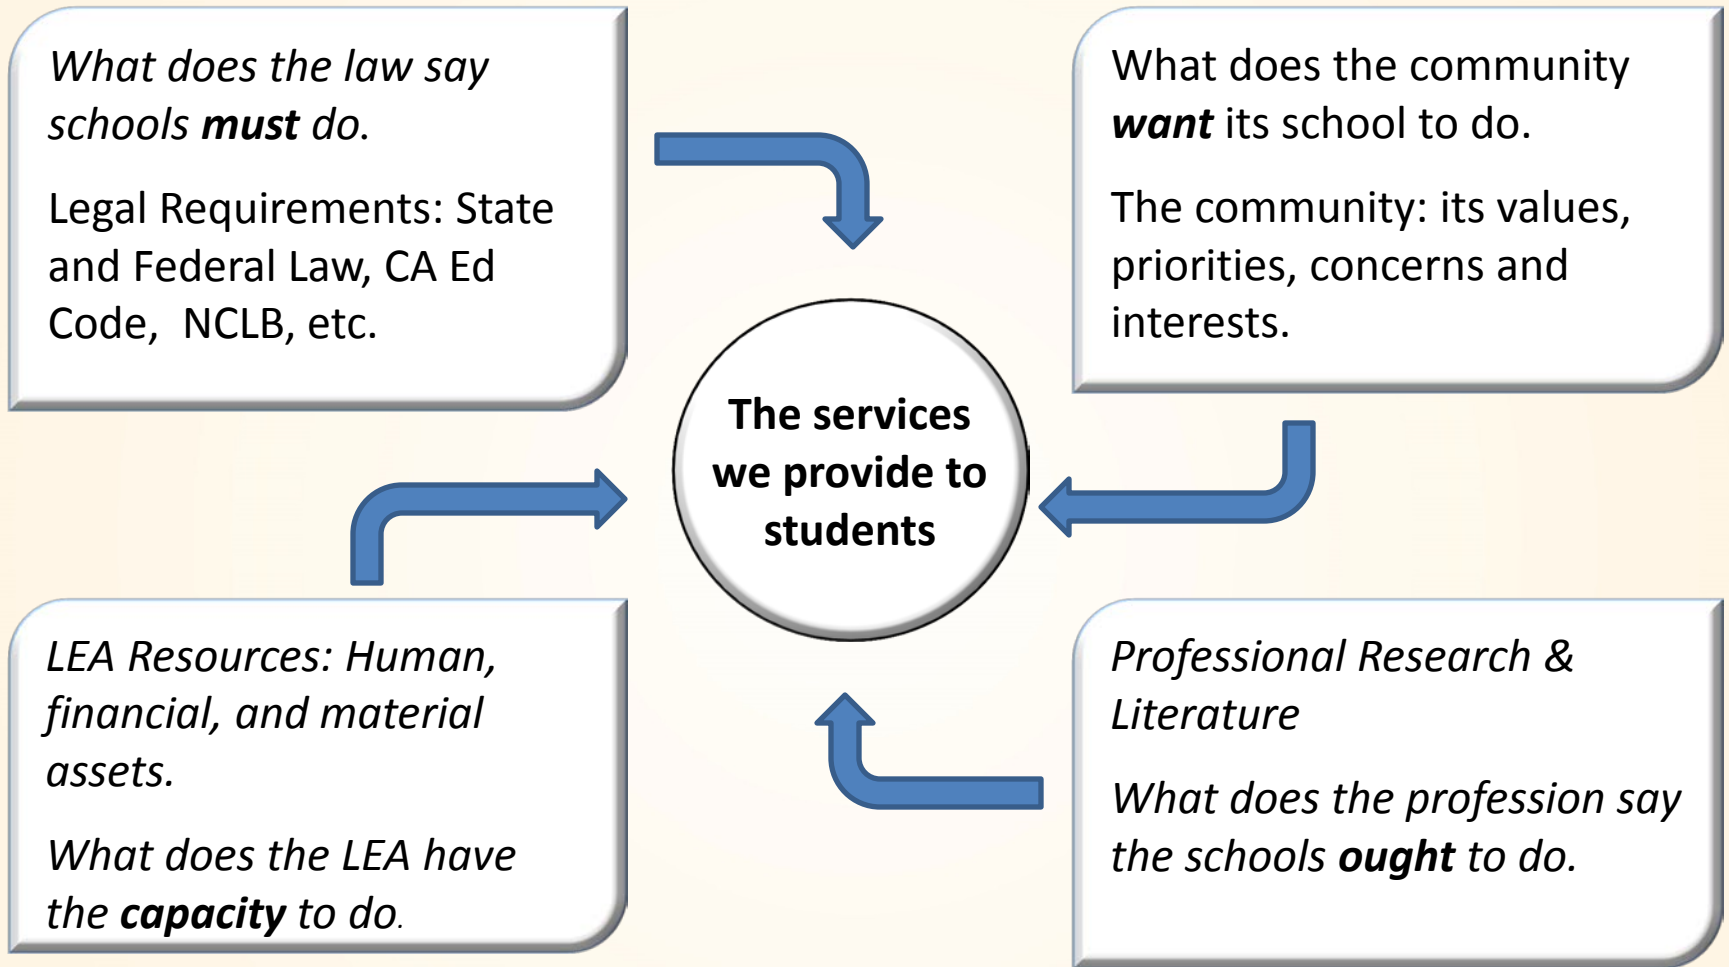 What does the law say
schools must do.
Legal Requirements: State
and Federal Law, CA Ed
Code,  NCLB, etc.
What does the community
want its school to do.
The community: its values,
priorities, concerns and
interests.
The services
we provide to
students
LEA Resources: Human,
financial, and material
assets.
What does the LEA have
the capacity to do.
Professional Research &
Literature
What does the profession say
the schools ought to do.